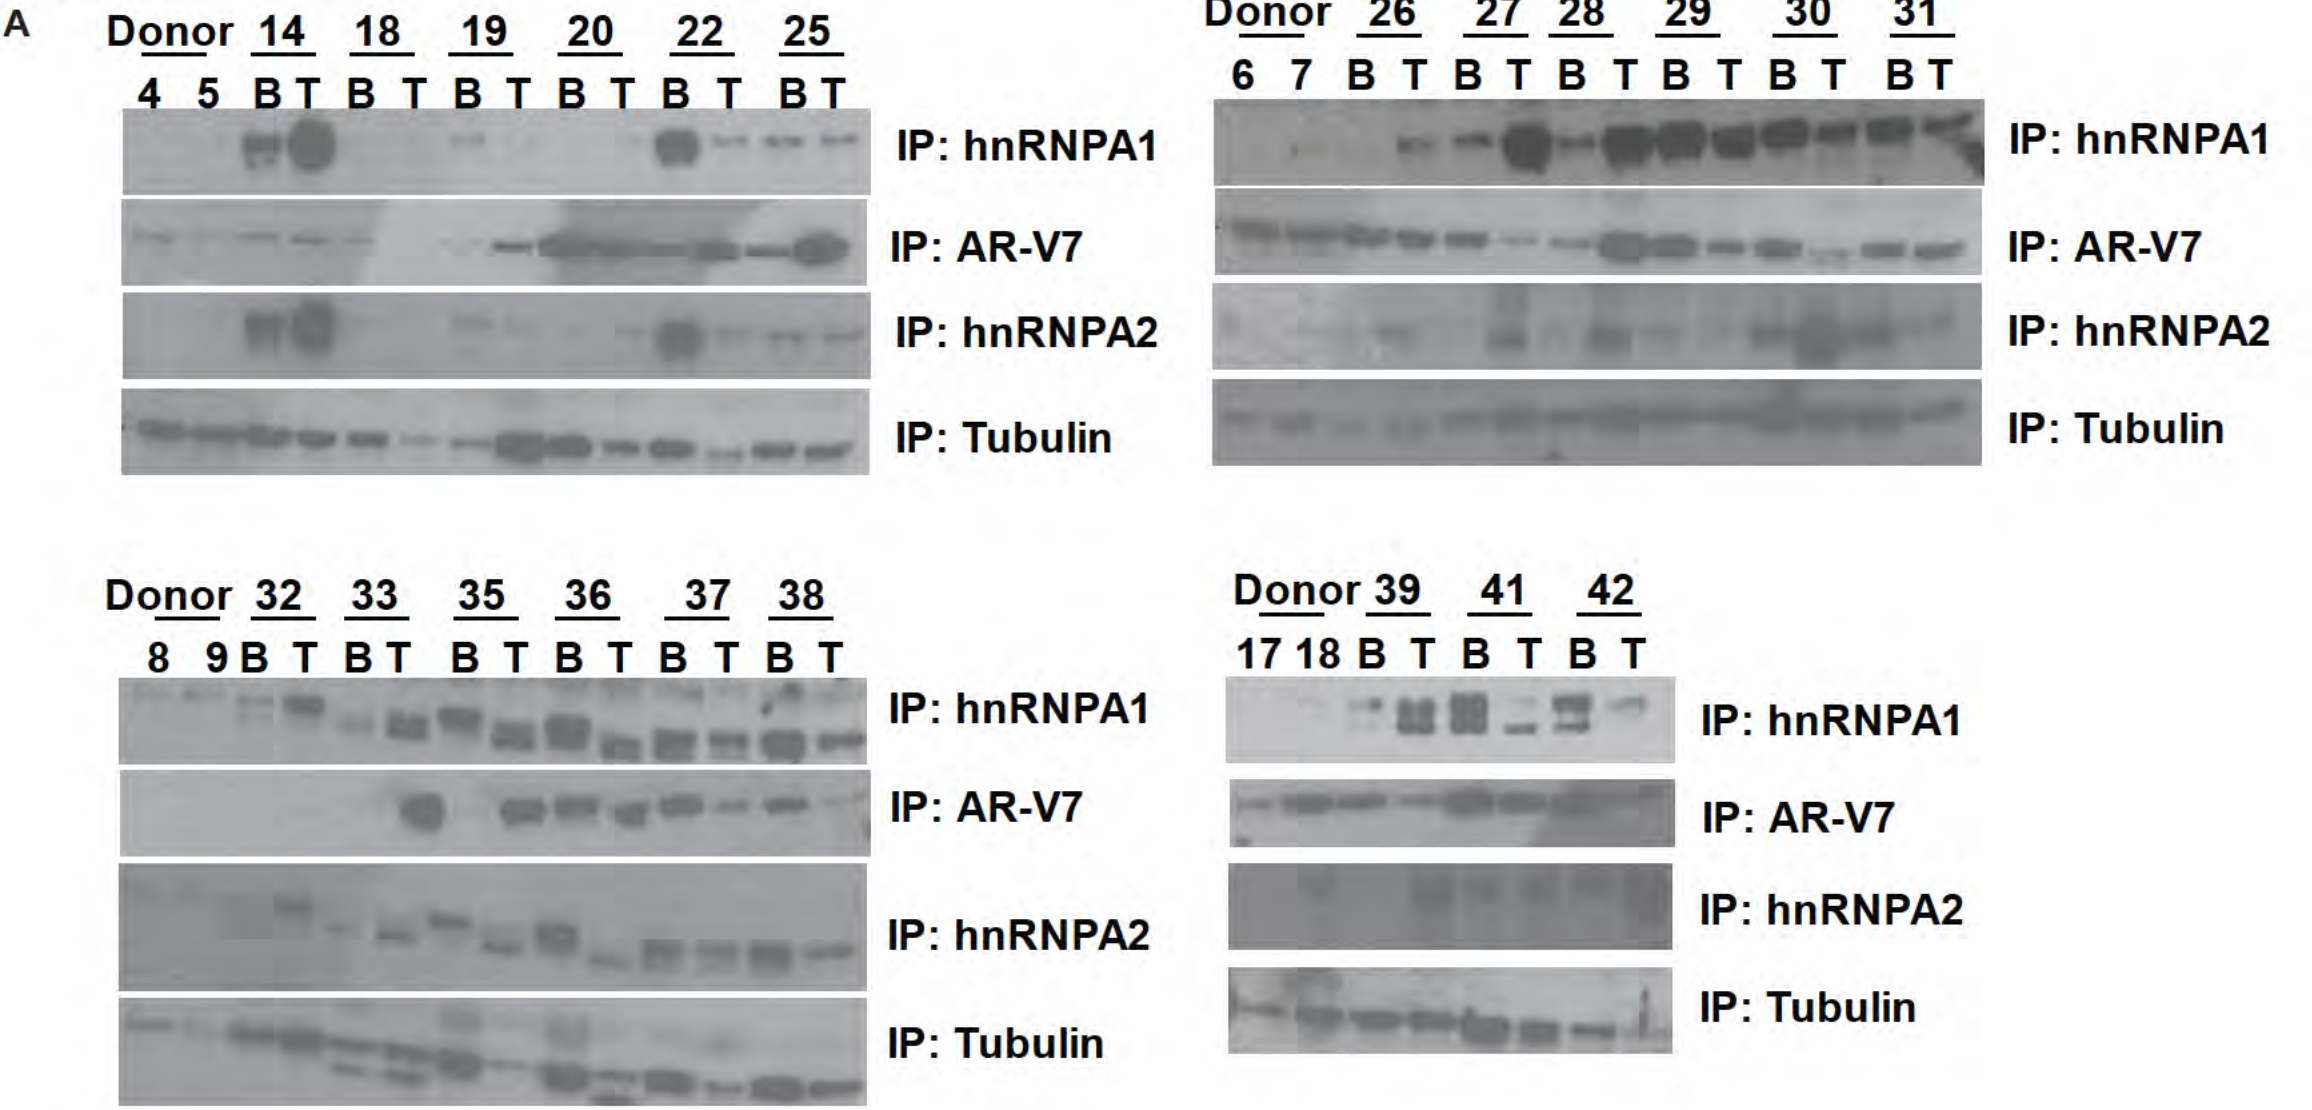 A
Donor 14 18 19 20 22 25
4 5 B T B T B T B T B T B T
IP: hnRNPA1
IP: AR-V7
IP: hnRNPA2
IP: Tubulin
Donor 26 27 28 29 30 31
6 7 B T B T B T B T B T B T
IP: hnRNPA1
IP: AR-V7
IP: hnRNPA2
IP: Tubulin
Donor 32 33 35 36 37 38
8 9 B T B T B T B T B T B T
IP: hnRNPA1
IP: AR-V7
IP: hnRNPA2
IP: Tubulin
Donor 39 41 42
17 18 B T B T B T
IP: hnRNPA1
IP: AR-V7
IP: hnRNPA2
IP: Tubulin